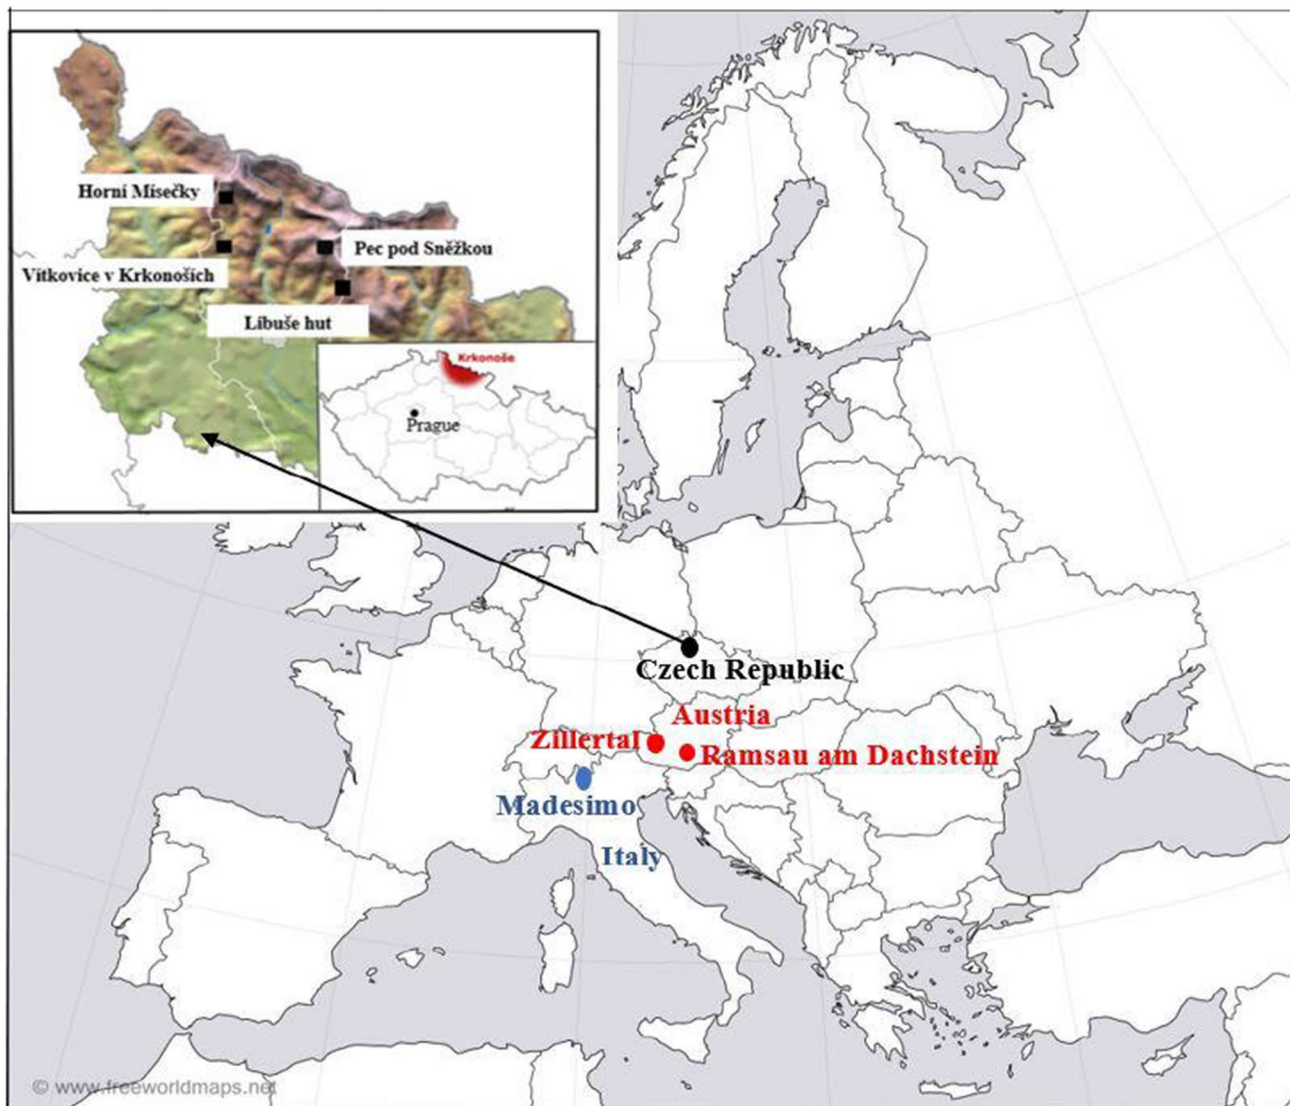 Horní Mísečky
Pec pod Sněžkou
Vítkovice v Krkonoších
Libuše hut
Krkonoše
Prague
Czech Republic
Austria
Zillertal
Ramsau am Dachstein
Madesimo
Italy
© www.freeworldmaps.net